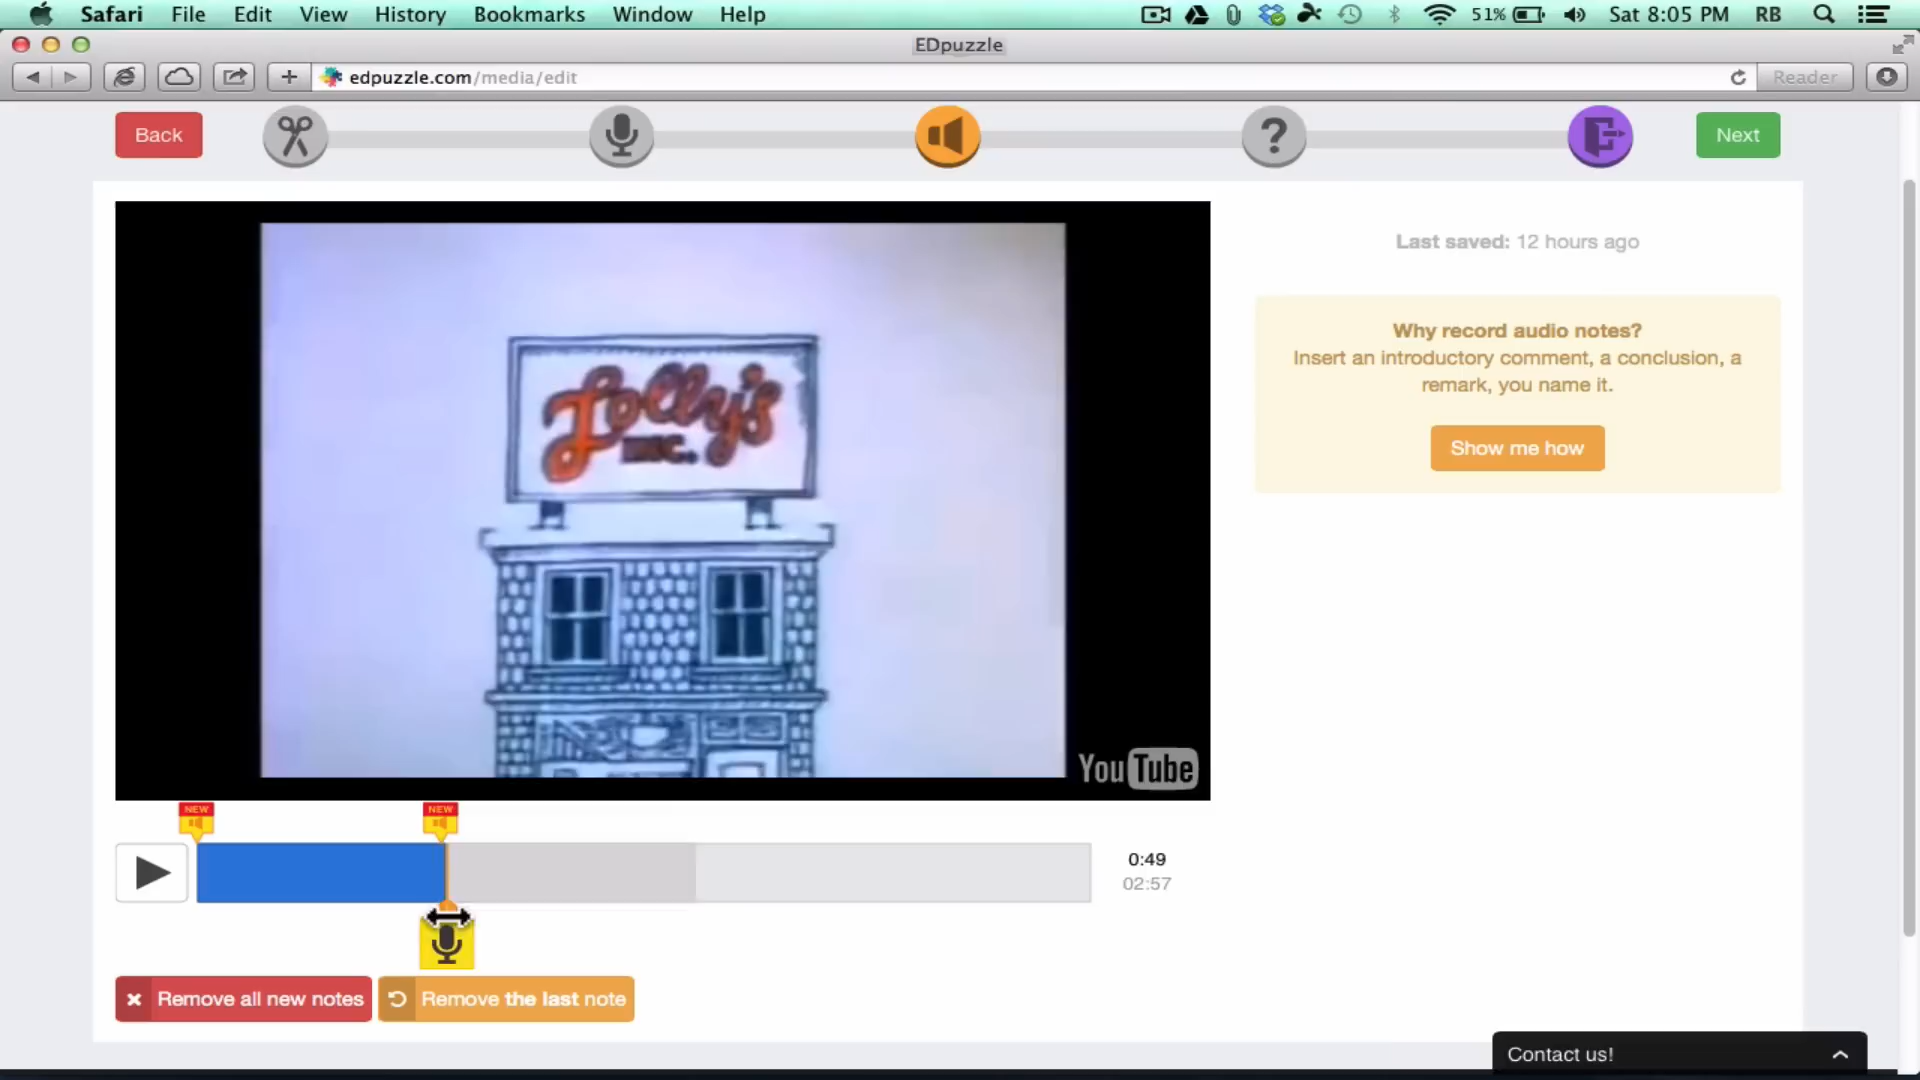 Safari File Edit View History Bookmarks Window Help 51% Sat 8:05 PM RB
EDpuzzle
edpuzzle.com/media/edit Reader
Back ? Next
Last saved: 12 hours ago
Why record audio notes?
Insert an introductory comment, a conclusion, a
remark, you name it.
Show me how
Lolly's
INC.
YouTube
NEW NEW
0:49
02:57
Remove all new notes Remove the last note
Contact us!